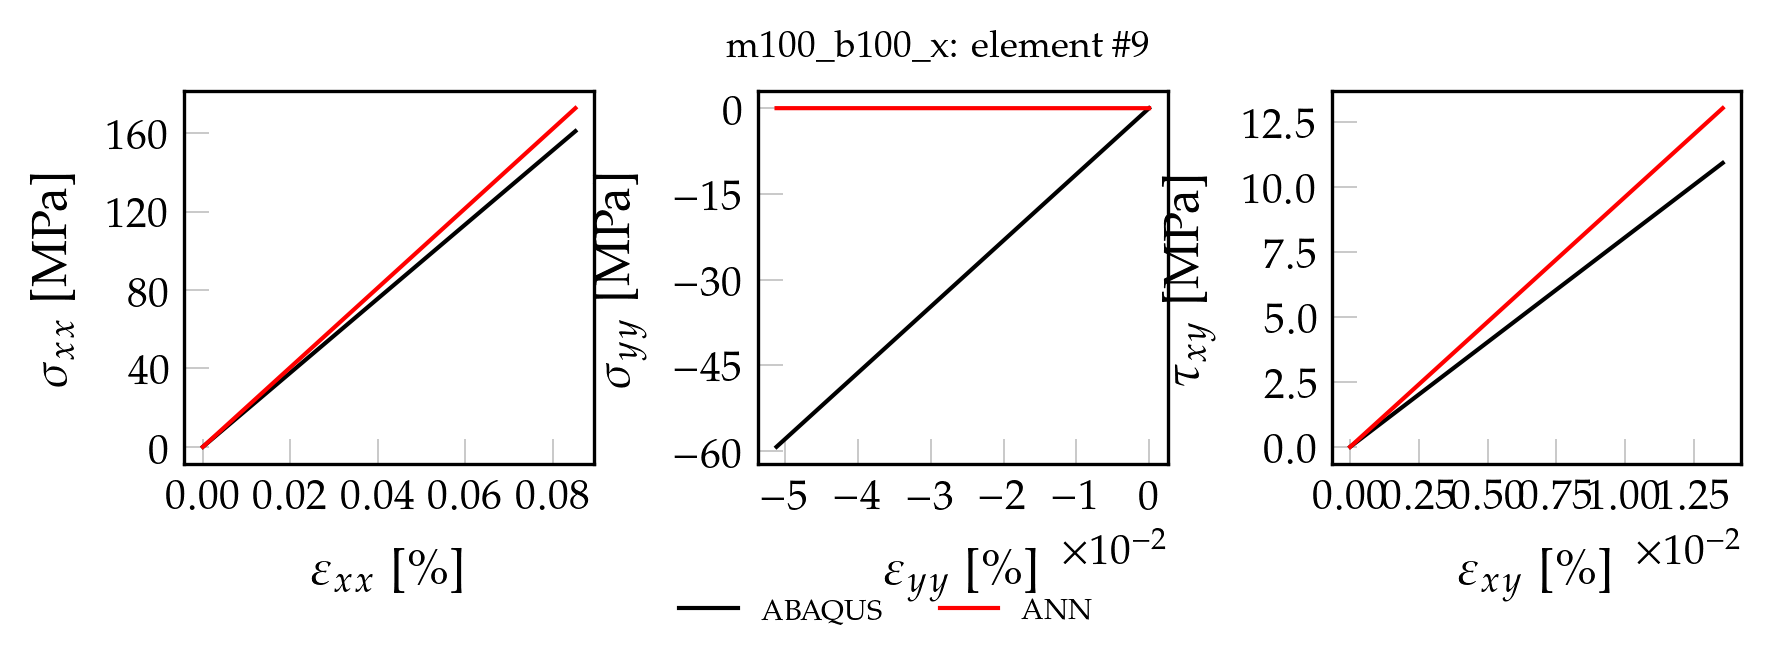 m100_b100_x: element #9
σxx [MPa]
160
120
80
40
0
0.00 0.02 0.04 0.06 0.08
εxx [%]
σyy [MPa]
0
−15
−30
−45
−60
−5 −4 −3 −2 −1 0
×10−2
εyy [%]
τxy [MPa]
12.5
10.0
7.5
5.0
2.5
0.0
0.00 0.25 0.50 0.75 1.00 1.25
×10−2
εxy [%]
ABAQUS ANN